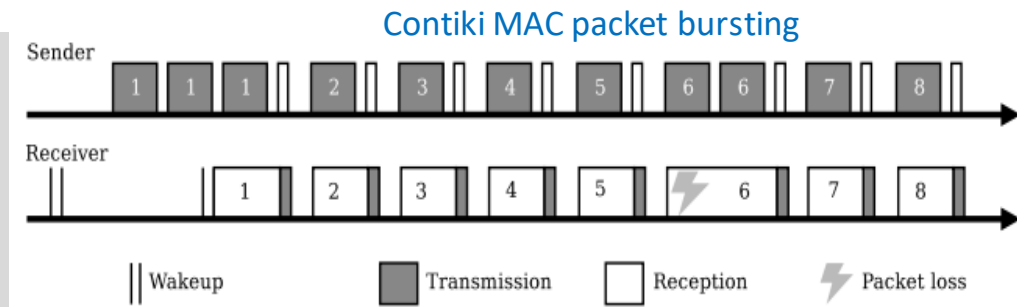 Contiki MAC packet bursting
Sender
1 1 1 2 3 4 5 6 6 7 8
Receiver
1 2 3 4 5 6 7 8
Wakeup Transmission Reception Packet loss